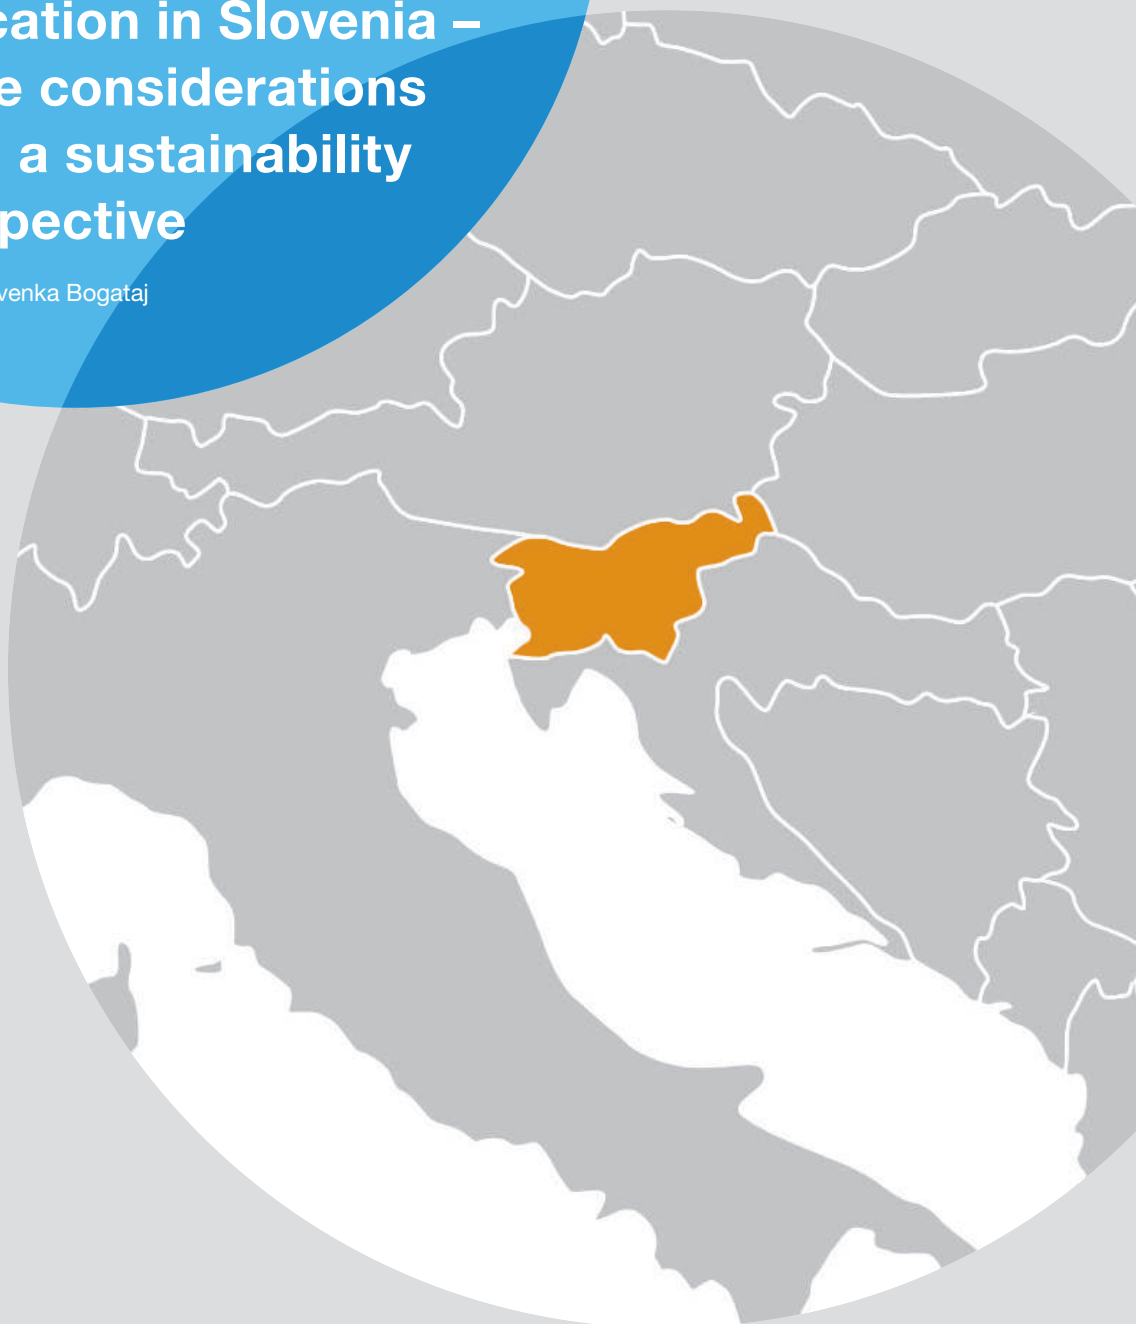 cation in Slovenia –
e considerations
a sustainability
pective
venka Bogataj